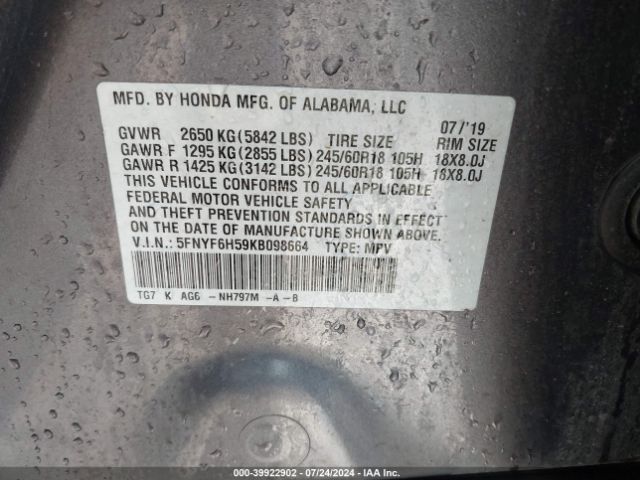 MFD. BY HONDA MFG. OF ALABAMA, LLC
07/'19
GVWR 2650 KG(5842 LBS) TIRE SIZE RIM SIZE
GAWR F 1295 KG(2855 LBS)245/60R18 105H 18X8.0J
GAWR R 1425 KG(3142 LBS)245/60R18 105H 18X8.0J
THIS VEHICLE CONFORMS TO ALL APPLICABLE
FEDERAL MOTOR VEHICLE SAFETY
AND THEFT PREVENTION STANDARDS IN EFFECT
ON THE DATE OF MANUFACTURE SHOWN ABOVE.
V.I.N.: 5FNYF6H59KB098664 TYPE: MPV
TG7 K AG6 -NH797M -A -B
000-39922902 - 07/24/2024 - IAA Inc.